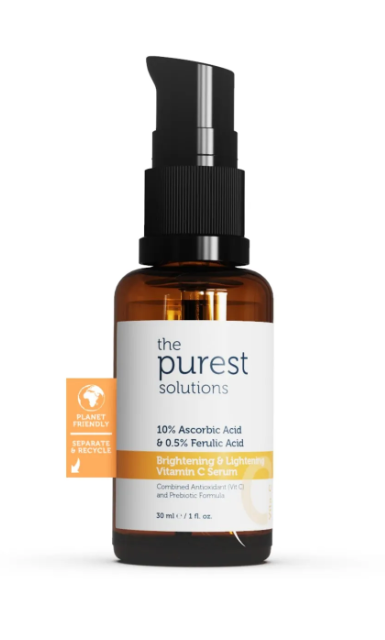 the
purest
solutions
10% Ascorbic Acid
& 0.5% Ferulic Acid
Brightening & Lightening
Vitamin C Serum
Combined Antioxidant (Vit C)
and Prebiotic Formula
30 ml ℮ / 1 fl. oz.
PLANET
FRIENDLY
SEPARATE
& RECYCLE